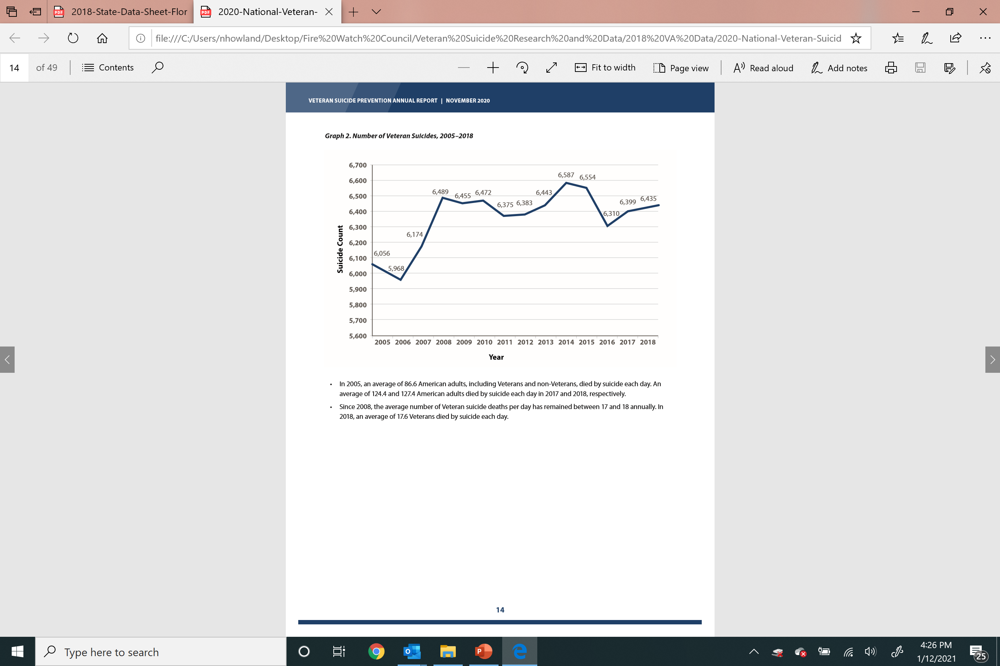 2018-State-Data-Sheet-Flor
2020-National-Veteran-
file:///C:/Users/nhowland/Desktop/Fire%20Watch%20Council/Veteran%20Suicide%20Research%20and%20Data/2018%20VA%20Data/2020-National-Veteran-Suicid
14 of 49 Contents Fit to width Page view Read aloud Add notes
VETERAN SUICIDE PREVENTION ANNUAL REPORT | NOVEMBER 2020
Graph 2. Number of Veteran Suicides, 2005–2018
Suicide Count
6,700
6,600
6,500
6,400
6,300
6,200
6,100
6,000
5,900
5,800
5,700
5,600
6,056
5,968
6,174
6,489
6,455
6,472
6,375
6,383
6,443
6,587
6,554
6,310
6,399
6,435
2005 2006 2007 2008 2009 2010 2011 2012 2013 2014 2015 2016 2017 2018
Year
• In 2005, an average of 86.6 American adults, including Veterans and non-Veterans, died by suicide each day. An
average of 124.4 and 127.4 American adults died by suicide each day in 2017 and 2018, respectively.
• Since 2008, the average number of Veteran suicide deaths per day has remained between 17 and 18 annually. In
2018, an average of 17.6 Veterans died by suicide each day.
14
Type here to search
4:26 PM
1/12/2021
25